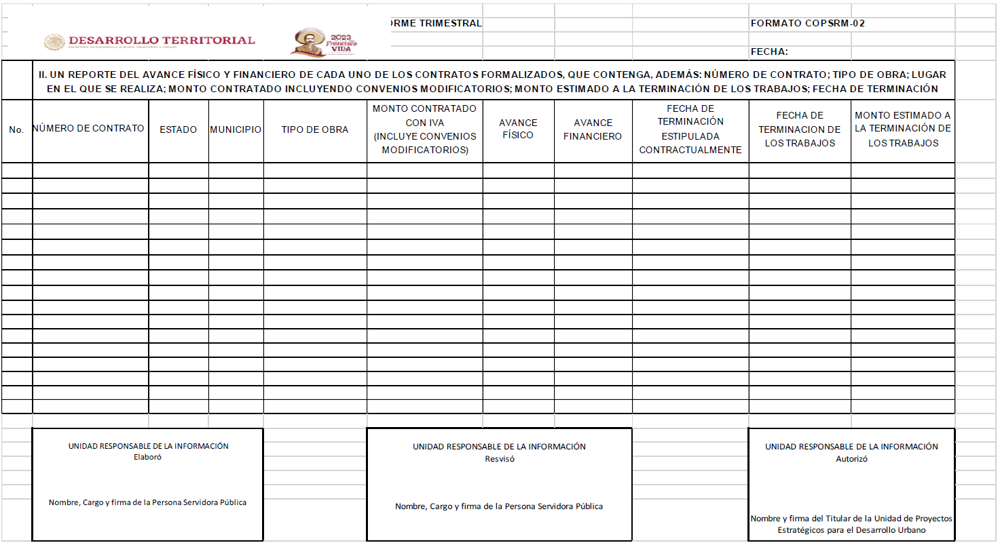 DESARROLLO TERRITORIAL
SECRETARÍA DE DESARROLLO AGRARIO, TERRITORIAL Y URBANO
2023
Francisco
VILLA
ORME TRIMESTRAL
FORMATO COPSRM-02
FECHA:
II. UN REPORTE DEL AVANCE FÍSICO Y FINANCIERO DE CADA UNO DE LOS CONTRATOS FORMALIZADOS, QUE CONTENGA, ADEMÁS: NÚMERO DE CONTRATO; TIPO DE OBRA; LUGAR
EN EL QUE SE REALIZA; MONTO CONTRATADO INCLUYENDO CONVENIOS MODIFICATORIOS; MONTO ESTIMADO A LA TERMINACIÓN DE LOS TRABAJOS; FECHA DE TERMINACIÓN
No.
NÚMERO DE CONTRATO
ESTADO
MUNICIPIO
TIPO DE OBRA
MONTO CONTRATADO
CON IVA
(INCLUYE CONVENIOS
MODIFICATORIOS)
AVANCE
FÍSICO
AVANCE
FINANCIERO
FECHA DE
TERMINACIÓN
ESTIPULADA
CONTRACTUALMENTE
FECHA DE
TERMINACION DE
LOS TRABAJOS
MONTO ESTIMADO A
LA TERMINACIÓN DE
LOS TRABAJOS
UNIDAD RESPONSABLE DE LA INFORMACIÓN
Elaboró
Nombre, Cargo y firma de la Persona Servidora Pública
UNIDAD RESPONSABLE DE LA INFORMACIÓN
Resvisó
Nombre, Cargo y firma de la Persona Servidora Pública
UNIDAD RESPONSABLE DE LA INFORMACIÓN
Autorizó
Nombre y firma del Titular de la Unidad de Proyectos
Estratégicos para el Desarrollo Urbano